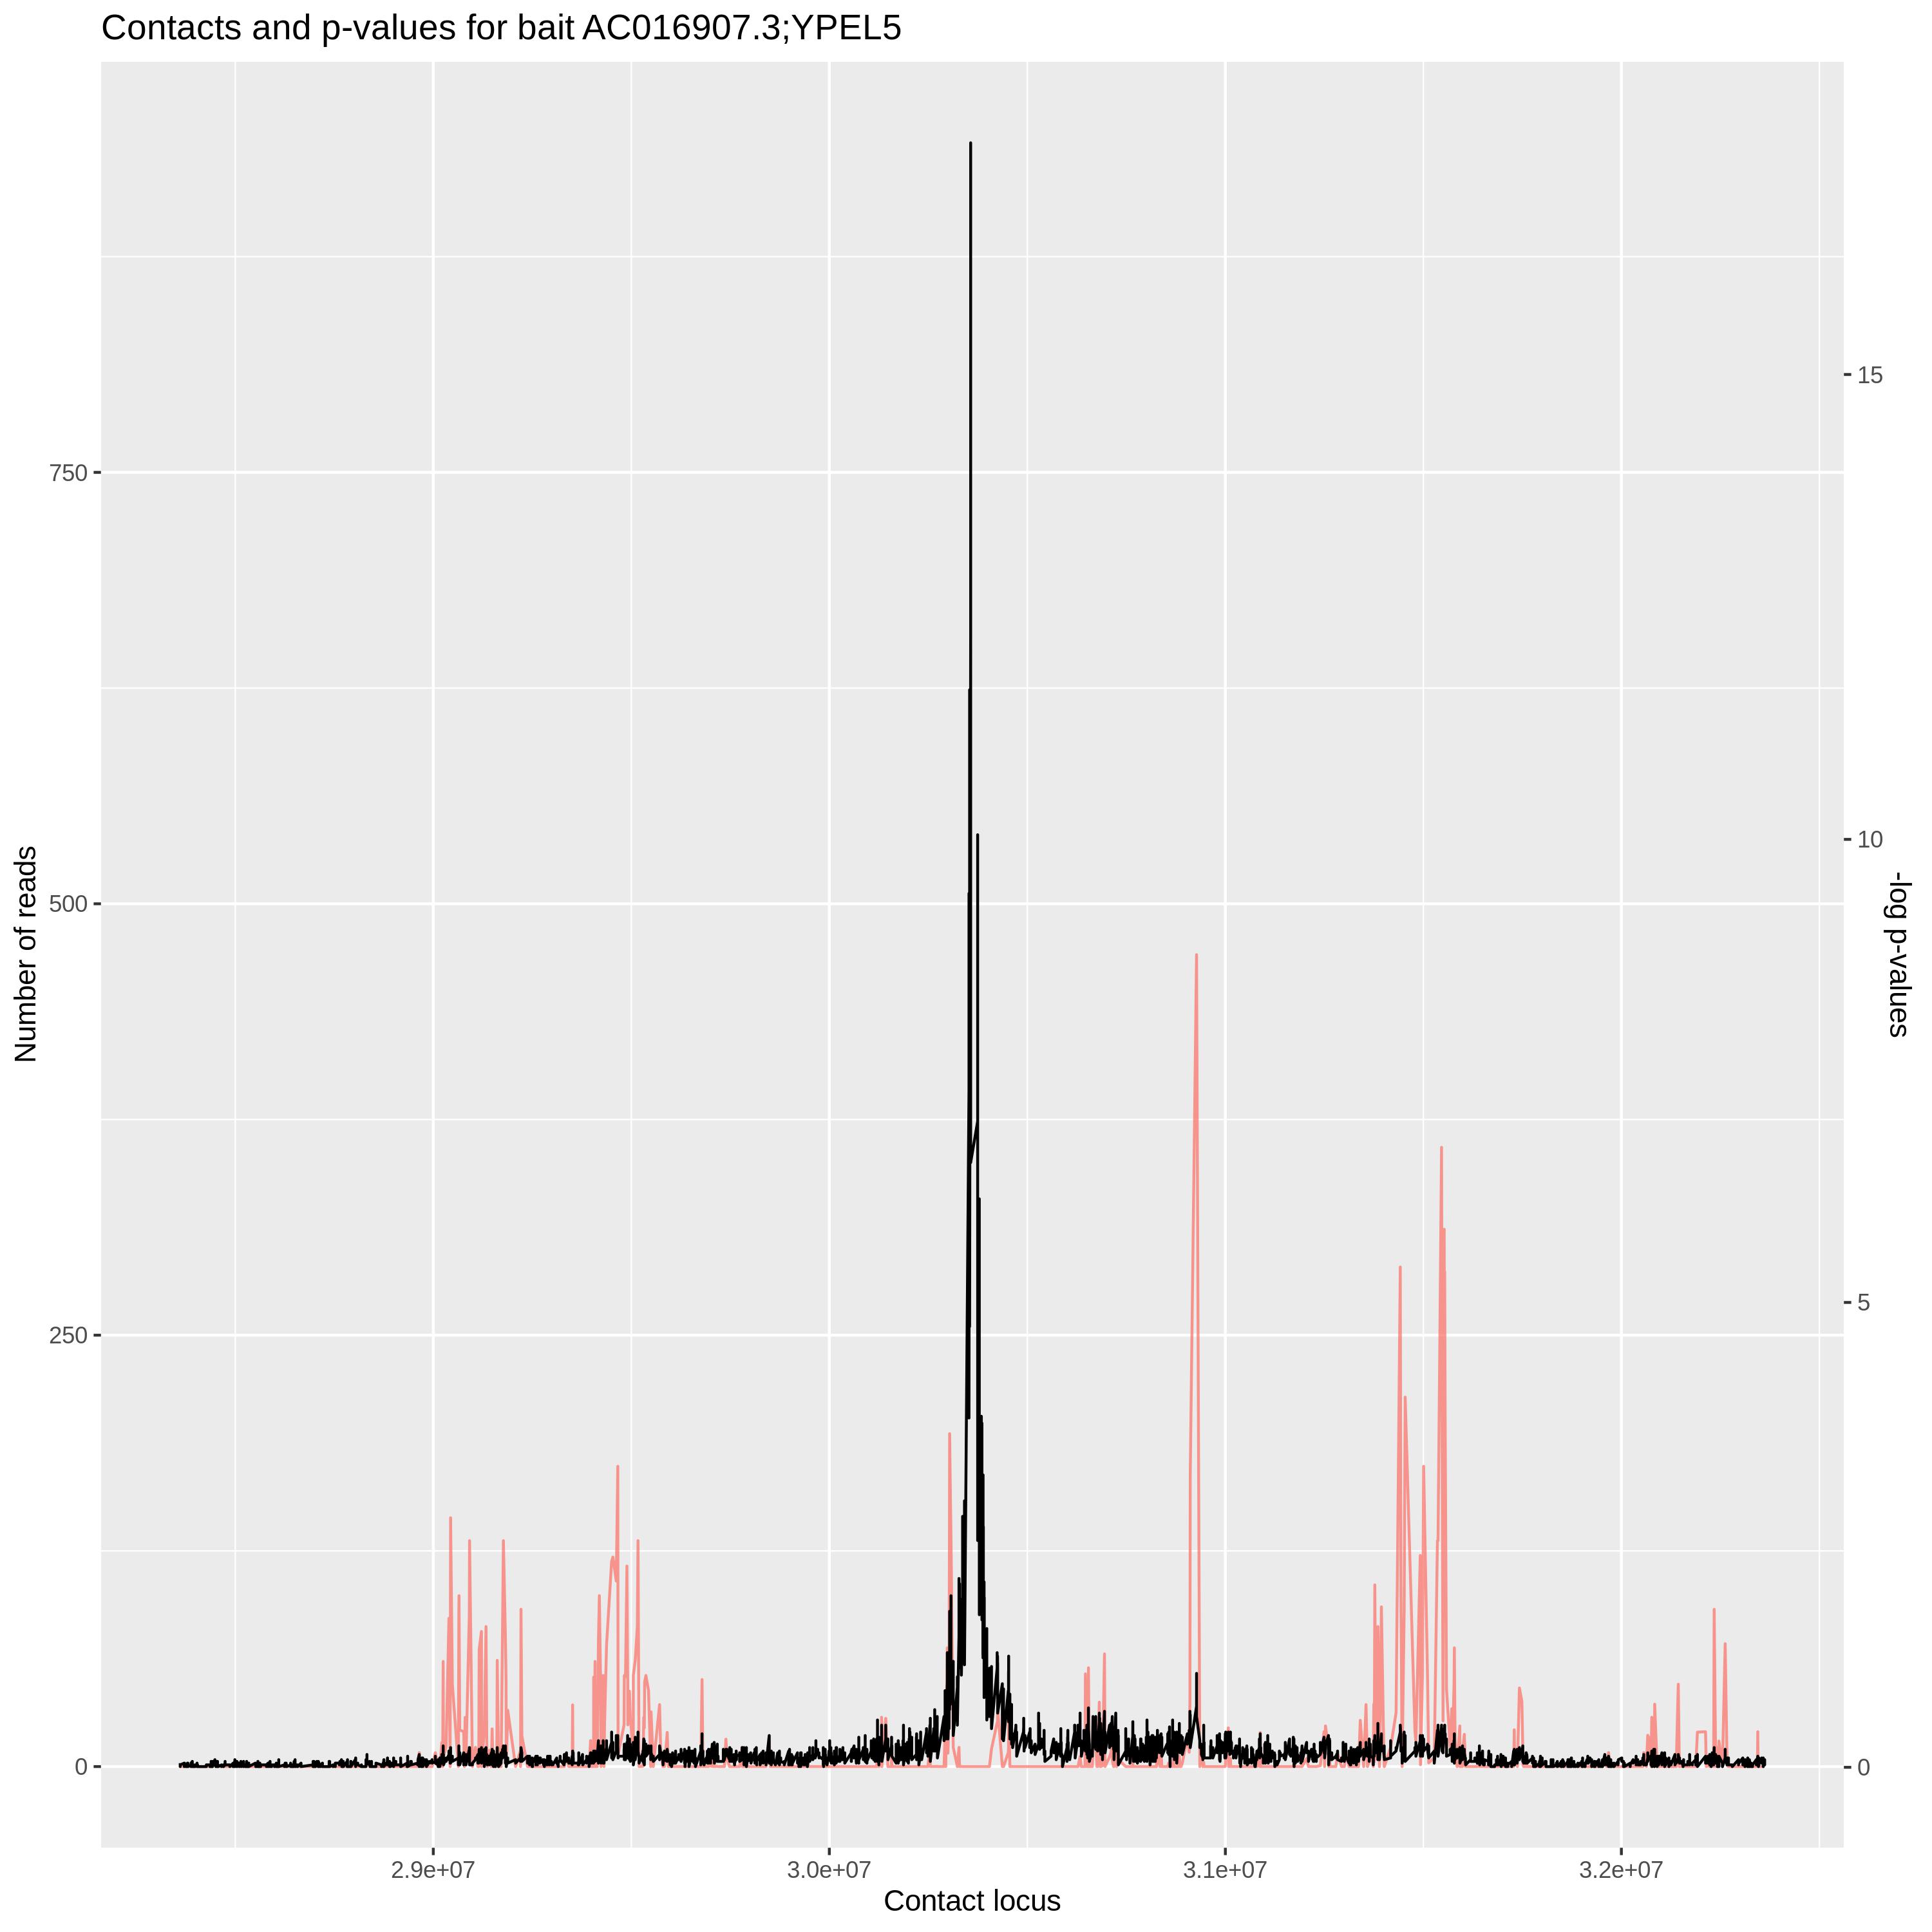 Contacts and p-values for bait AC016907.3;YPEL5
Number of reads
750
500
250
0
15
10
5
0
-log p-values
2.9e+07
3.0e+07
3.1e+07
3.2e+07
Contact locus